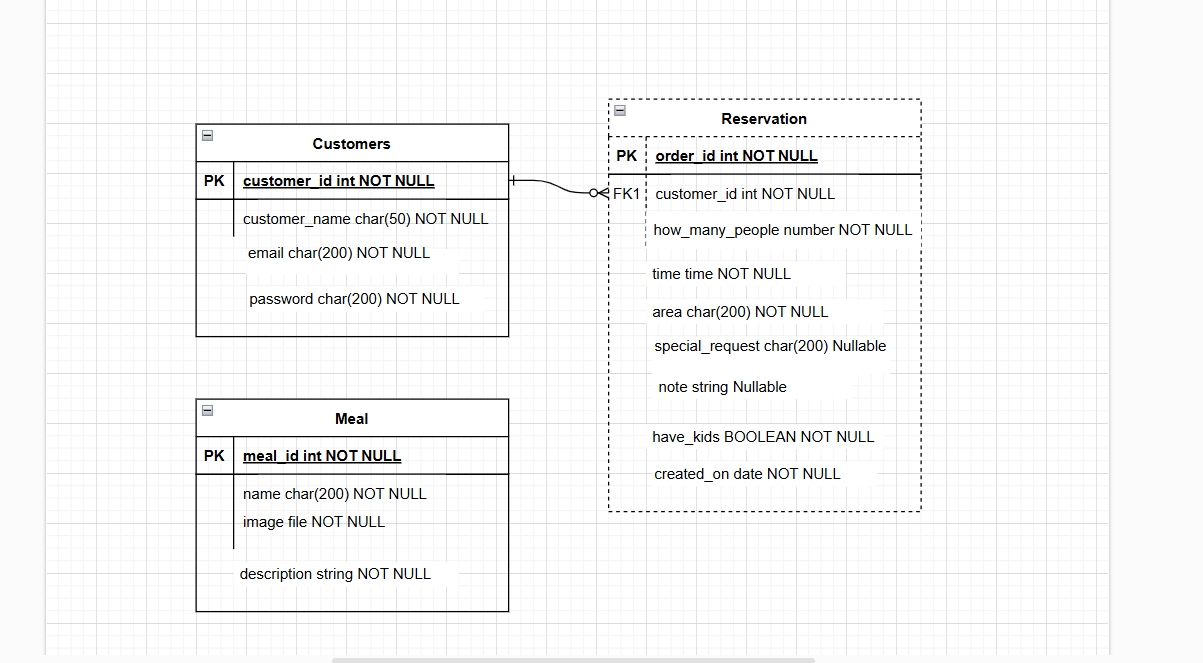 Customers
PK customer_id int NOT NULL
customer_name char(50) NOT NULL
email char(200) NOT NULL
password char(200) NOT NULL
Reservation
PK order_id int NOT NULL
FK1 customer_id int NOT NULL
how_many_people number NOT NULL
time time NOT NULL
area char(200) NOT NULL
special_request char(200) Nullable
note string Nullable
have_kids BOOLEAN NOT NULL
created_on date NOT NULL
Meal
PK meal_id int NOT NULL
name char(200) NOT NULL
image file NOT NULL
description string NOT NULL